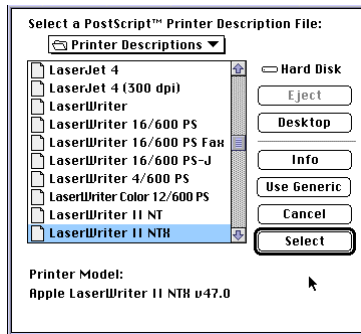 Select a PostScript™ Printer Description File:
Printer Descriptions
LaserJet 4
LaserJet 4 (300 dpi)
LaserWriter
LaserWriter 16/600 PS
LaserWriter 16/600 PS Fax
LaserWriter 16/600 PS-J
LaserWriter 4/600 PS
LaserWriter Color 12/600 PS
LaserWriter II NT
LaserWriter II NTX
Hard Disk
Eject
Desktop
Info
Use Generic
Cancel
Select
Printer Model:
Apple LaserWriter II NTX v47.0